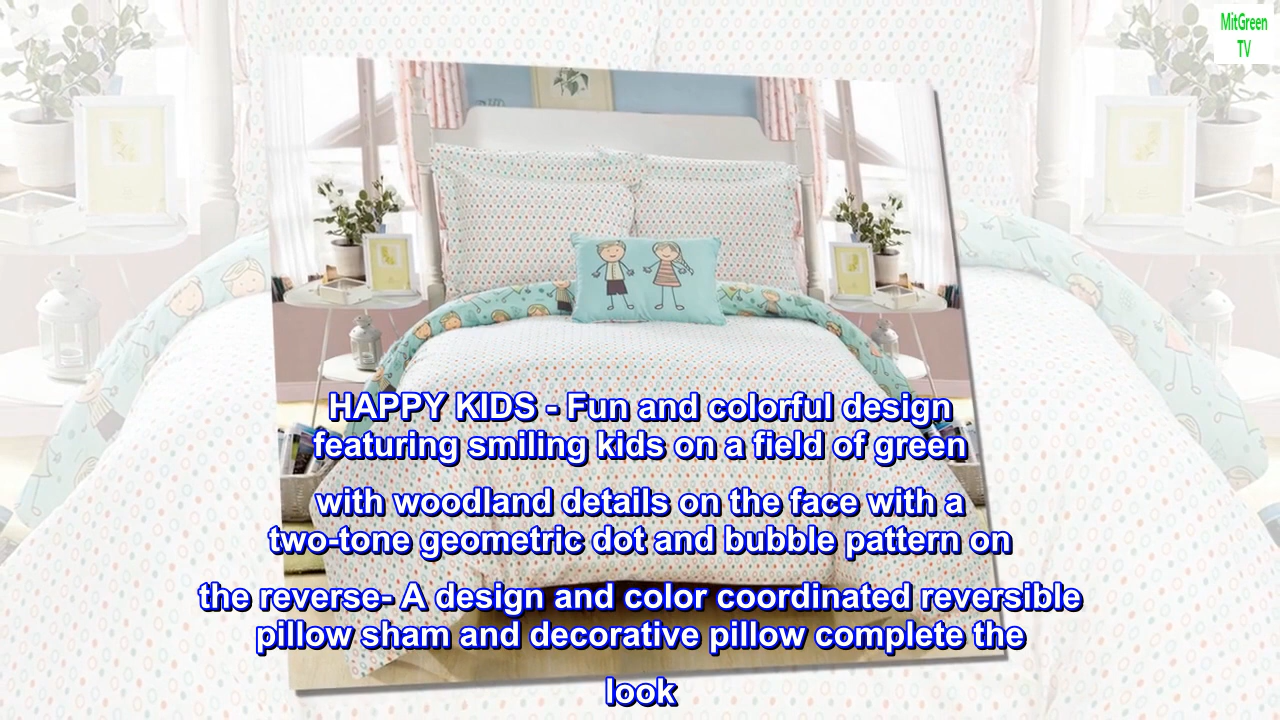 MitGreen
TV
HAPPY KIDS - Fun and colorful design
featuring smiling kids on a field of green
with woodland details on the face with a
two-tone geometric dot and bubble pattern on
the reverse- A design and color coordinated reversible
pillow sham and decorative pillow complete the
look